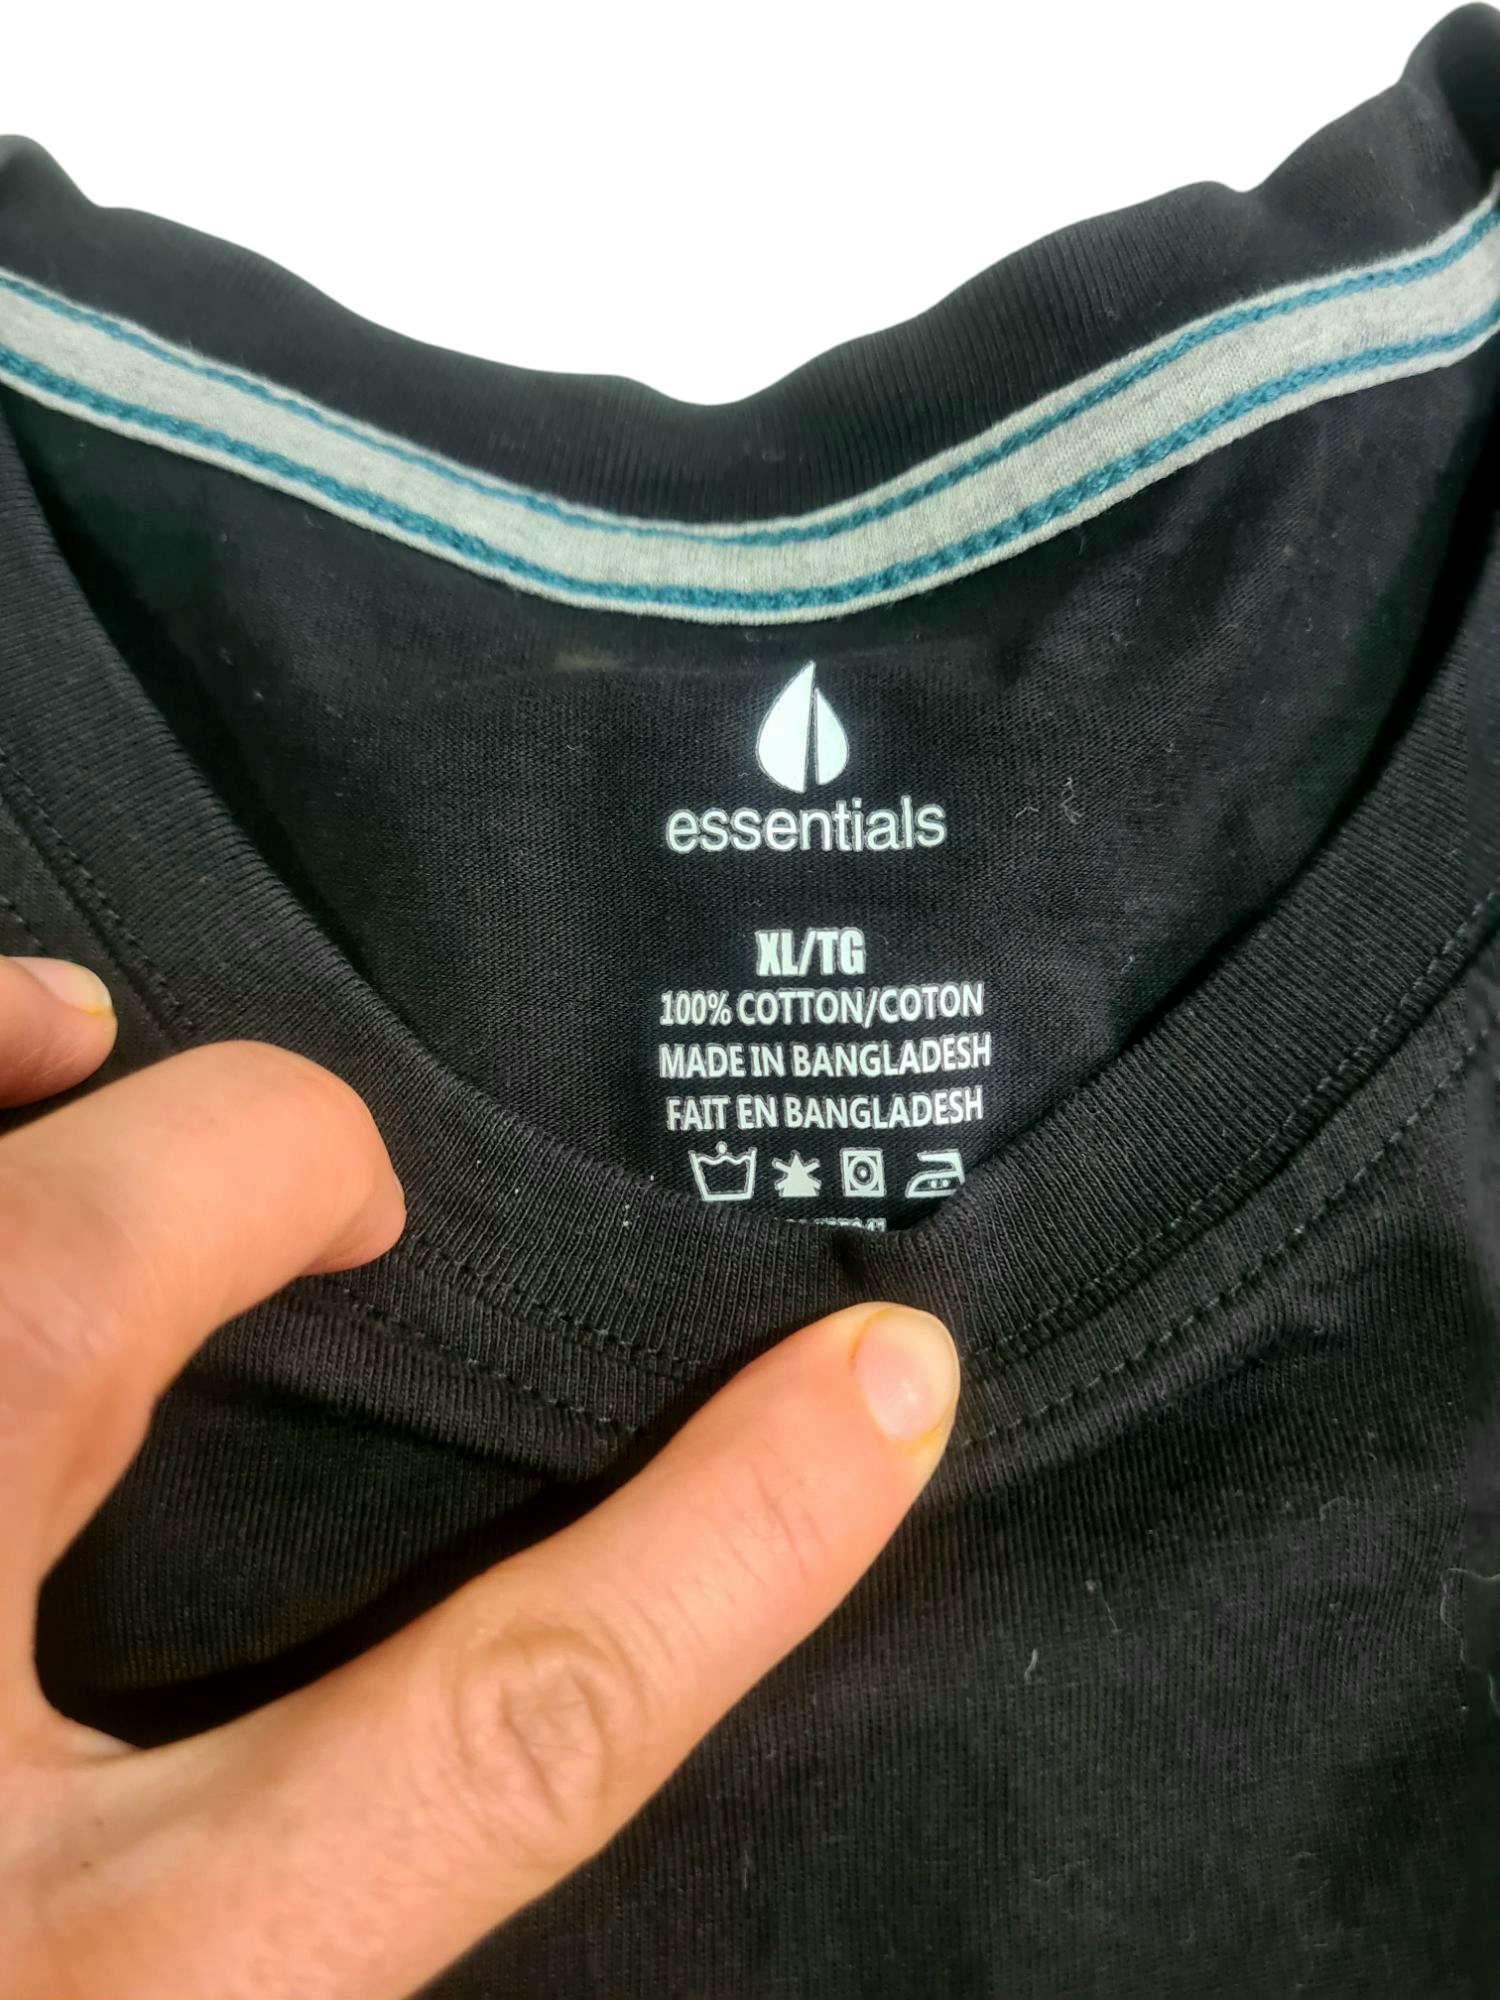 essentials
XL/TG
100% COTTON/COTON
MADE IN BANGLADESH
FAIT EN BANGLADESH